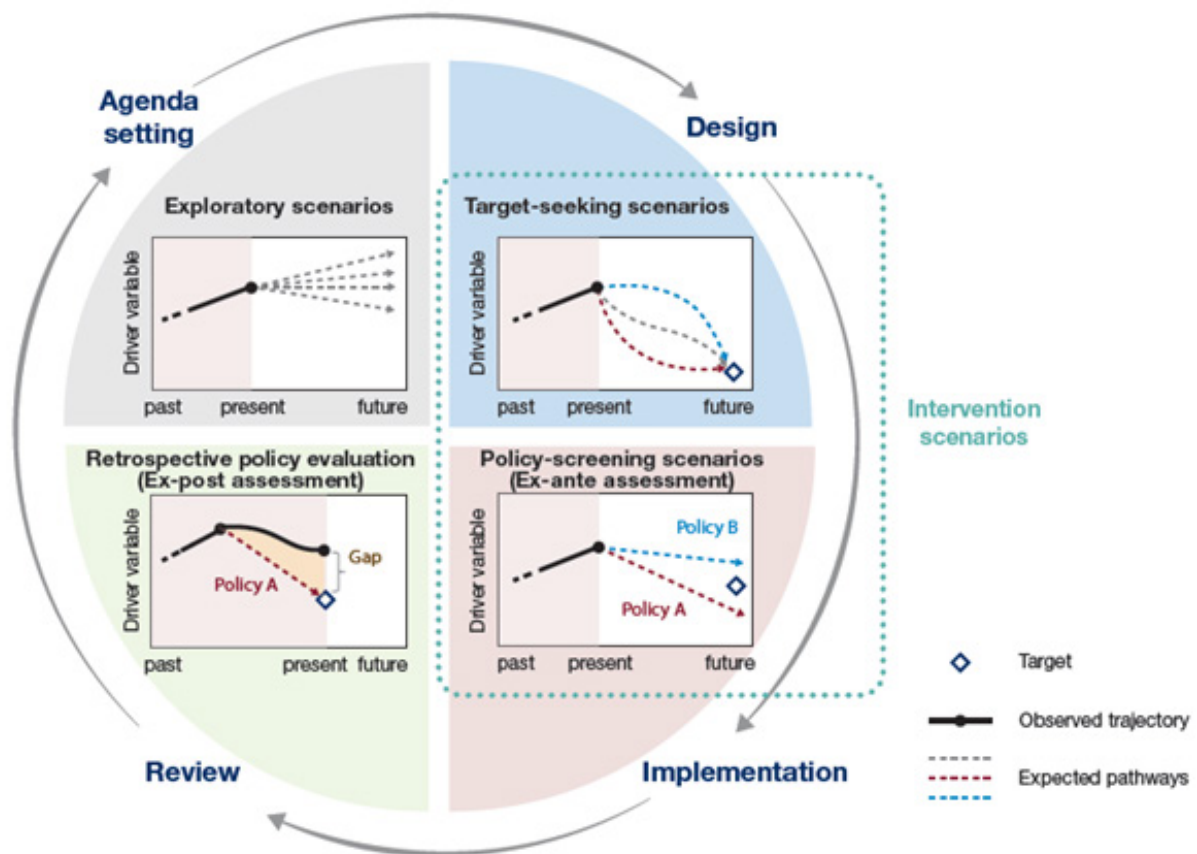 Agenda
setting
Design
Exploratory scenarios
Driver variable
past
present
future
Target-seeking scenarios
Driver variable
past
present
future
Intervention
scenarios
Retrospective policy evaluation
(Ex-post assessment)
Driver variable
Policy A
Gap
past
present
future
Policy-screening scenarios
(Ex-ante assessment)
Driver variable
Policy B
Policy A
past
present
future
Review
Implementation
Target
Observed trajectory
Expected pathways